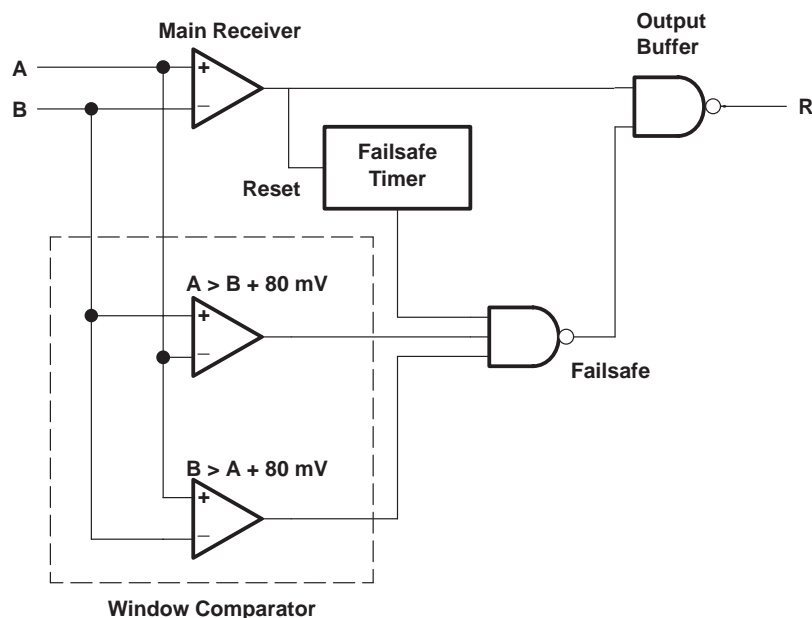 Output
Buffer
Main Receiver
A
+
B
_
R
Failsafe
Timer
Reset
A > B + 80 mV
+
_
Failsafe
B > A + 80 mV
+
_
Window Comparator